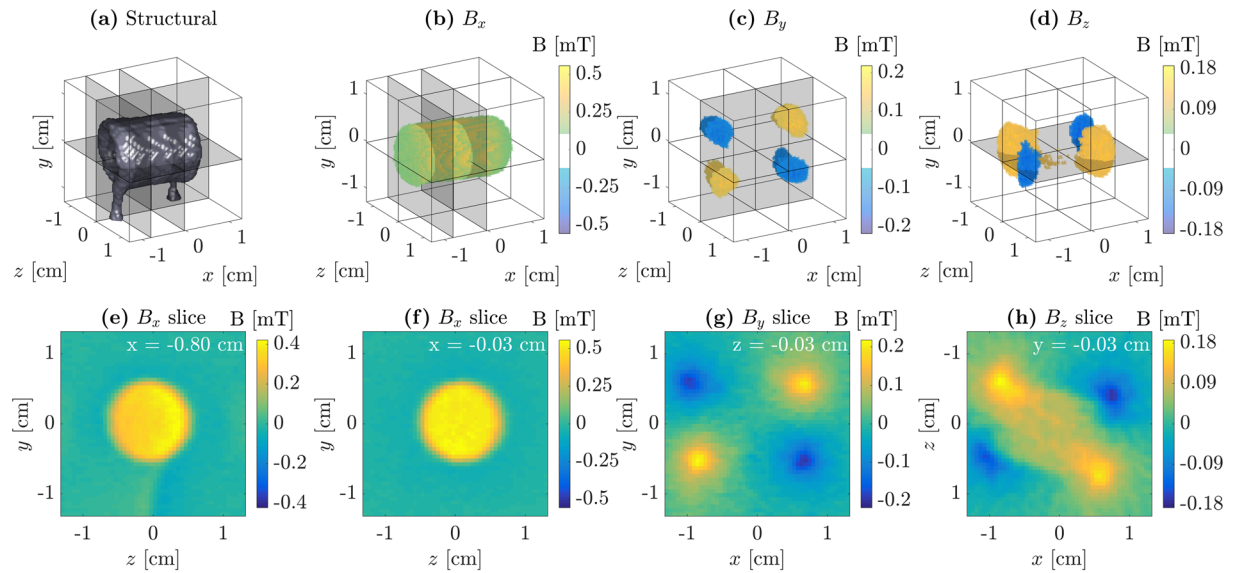 (a) Structural
(b) Bx
(c) By
(d) Bz
B [mT]
B [mT]
B [mT]
y [cm]
1
0
-1
-1
0
1
z [cm]
-1
0
1
x [cm]
y [cm]
1
0
-1
-1
0
1
z [cm]
-1
0
1
x [cm]
0.5
0.25
0
-0.25
-0.5
y [cm]
1
0
-1
-1
0
1
z [cm]
-1
0
1
x [cm]
0.2
0.1
0
-0.1
-0.2
y [cm]
1
0
-1
-1
0
1
z [cm]
-1
0
1
x [cm]
0.18
0.09
0
-0.09
-0.18
(e) Bx slice
B [mT]
x = -0.80 cm
y [cm]
1
0
-1
-1
0
1
z [cm]
0.4
0.2
0
-0.2
-0.4
(f) Bx slice
B [mT]
x = -0.03 cm
y [cm]
1
0
-1
-1
0
1
z [cm]
0.5
0.25
0
-0.25
-0.5
(g) By slice
B [mT]
z = -0.03 cm
y [cm]
1
0
-1
-1
0
1
x [cm]
0.2
0.1
0
-0.1
-0.2
(h) Bz slice
B [mT]
y = -0.03 cm
z [cm]
-1
0
1
-1
0
1
x [cm]
0.18
0.09
0
-0.09
-0.18